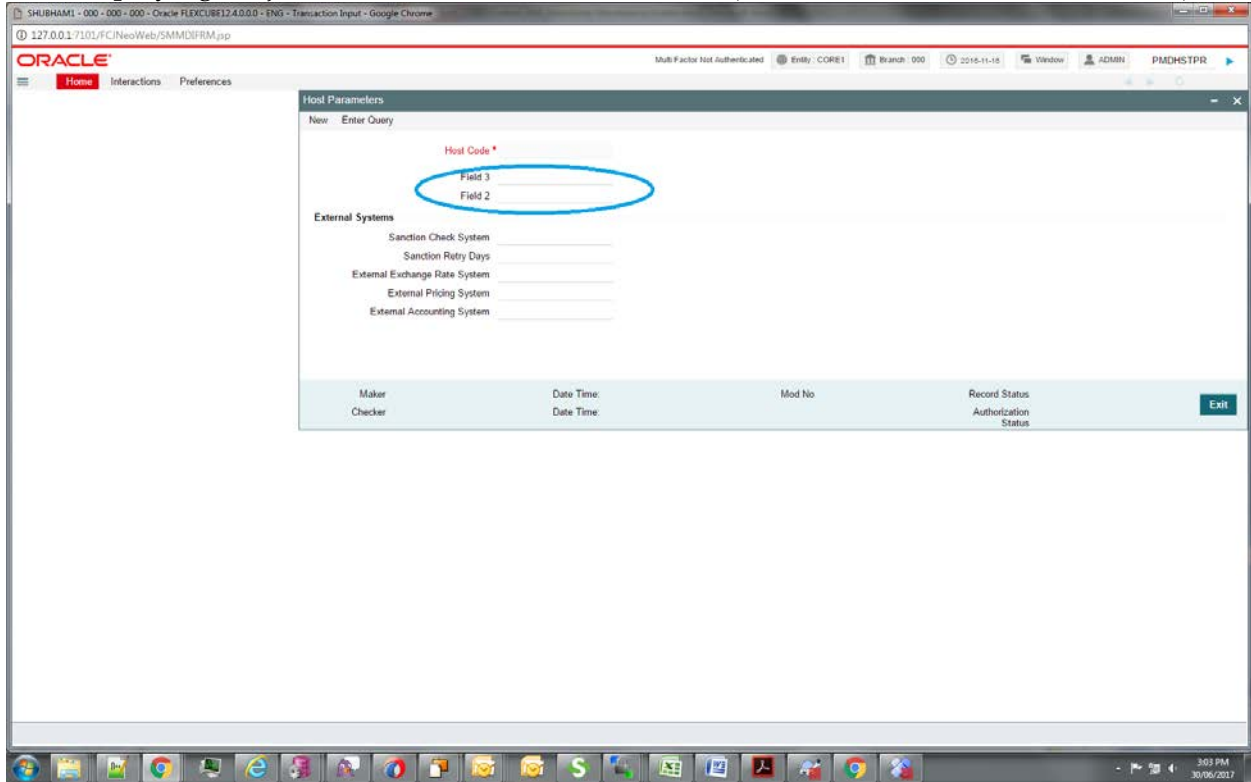 SHUBHAM1 - 000 - 000 - 000 - Oracle FLEXCUBE12.4.0.0.0 - ENG - Transaction Input - Google Chrome
127.0.0.1:7101/FCJNeoWeb/SMMDIFRM.jsp
ORACLE
Multi Factor Not Authenticated Entity : CORE1 Branch : 000 2016-11-18 Window ADMIN PMDHSTPR
Home Interactions Preferences
Host Parameters
New Enter Query
Host Code *
Field 3
Field 2
External Systems
Sanction Check System
Sanction Retry Days
External Exchange Rate System
External Pricing System
External Accounting System
Maker Date Time: Mod No Record Status
Checker Date Time: Authorization Status
Exit
3:03 PM
30/06/2017